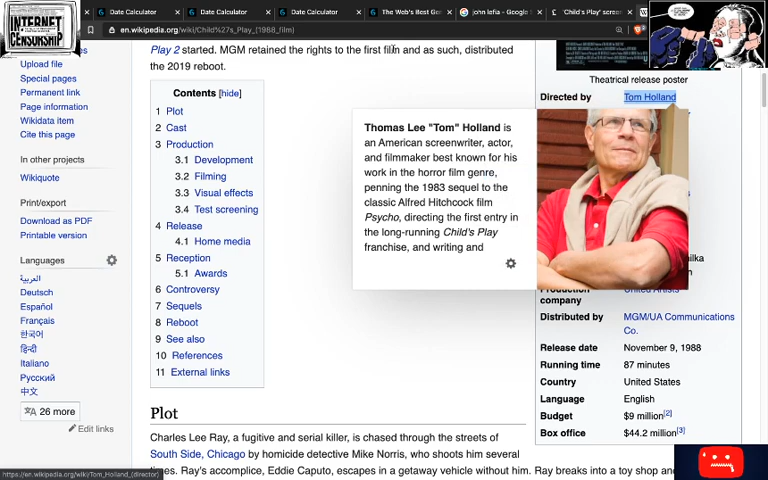 INTERNET
CENSORSHIP
Date Calculator
Date Calculator
Date Calculator
The Web's Best Ger
john lofia - Google S
'Child's Play' screen
en.wikipedia.org/wiki/Child%27s_Play_(1988_film)
Upload file
Special pages
Permanent link
Page information
Wikidata item
Cite this page
In other projects
Wikiquote
Print/export
Download as PDF
Printable version
Languages
العربية
Deutsch
Español
Français
한국어
हिन्दी
Italiano
Русский
中文
26 more
Edit links
Play 2 started. MGM retained the rights to the first film and as such, distributed
the 2019 reboot.
Contents [hide]
1 Plot
2 Cast
3 Production
3.1 Development
3.2 Filming
3.3 Visual effects
3.4 Test screening
4 Release
4.1 Home media
5 Reception
5.1 Awards
6 Controversy
7 Sequels
8 Reboot
9 See also
10 References
11 External links
Plot
Charles Lee Ray, a fugitive and serial killer, is chased through the streets of
South Side, Chicago by homicide detective Mike Norris, who shoots him several
times. Ray's accomplice, Eddie Caputo, escapes in a getaway vehicle without him. Ray breaks into a toy shop and
Thomas Lee "Tom" Holland is
an American screenwriter, actor,
and filmmaker best known for his
work in the horror film genre,
penning the 1983 sequel to the
classic Alfred Hitchcock film
Psycho, directing the first entry in
the long-running Child's Play
franchise, and writing and
Theatrical release poster
Directed by Tom Holland
Production
company United Artists
Distributed by MGM/UA Communications
Co.
Release date November 9, 1988
Running time 87 minutes
Country United States
Language English
Budget $9 million[2]
Box office $44.2 million[3]
https://en.wikipedia.org/wiki/Tom_Holland_(director)